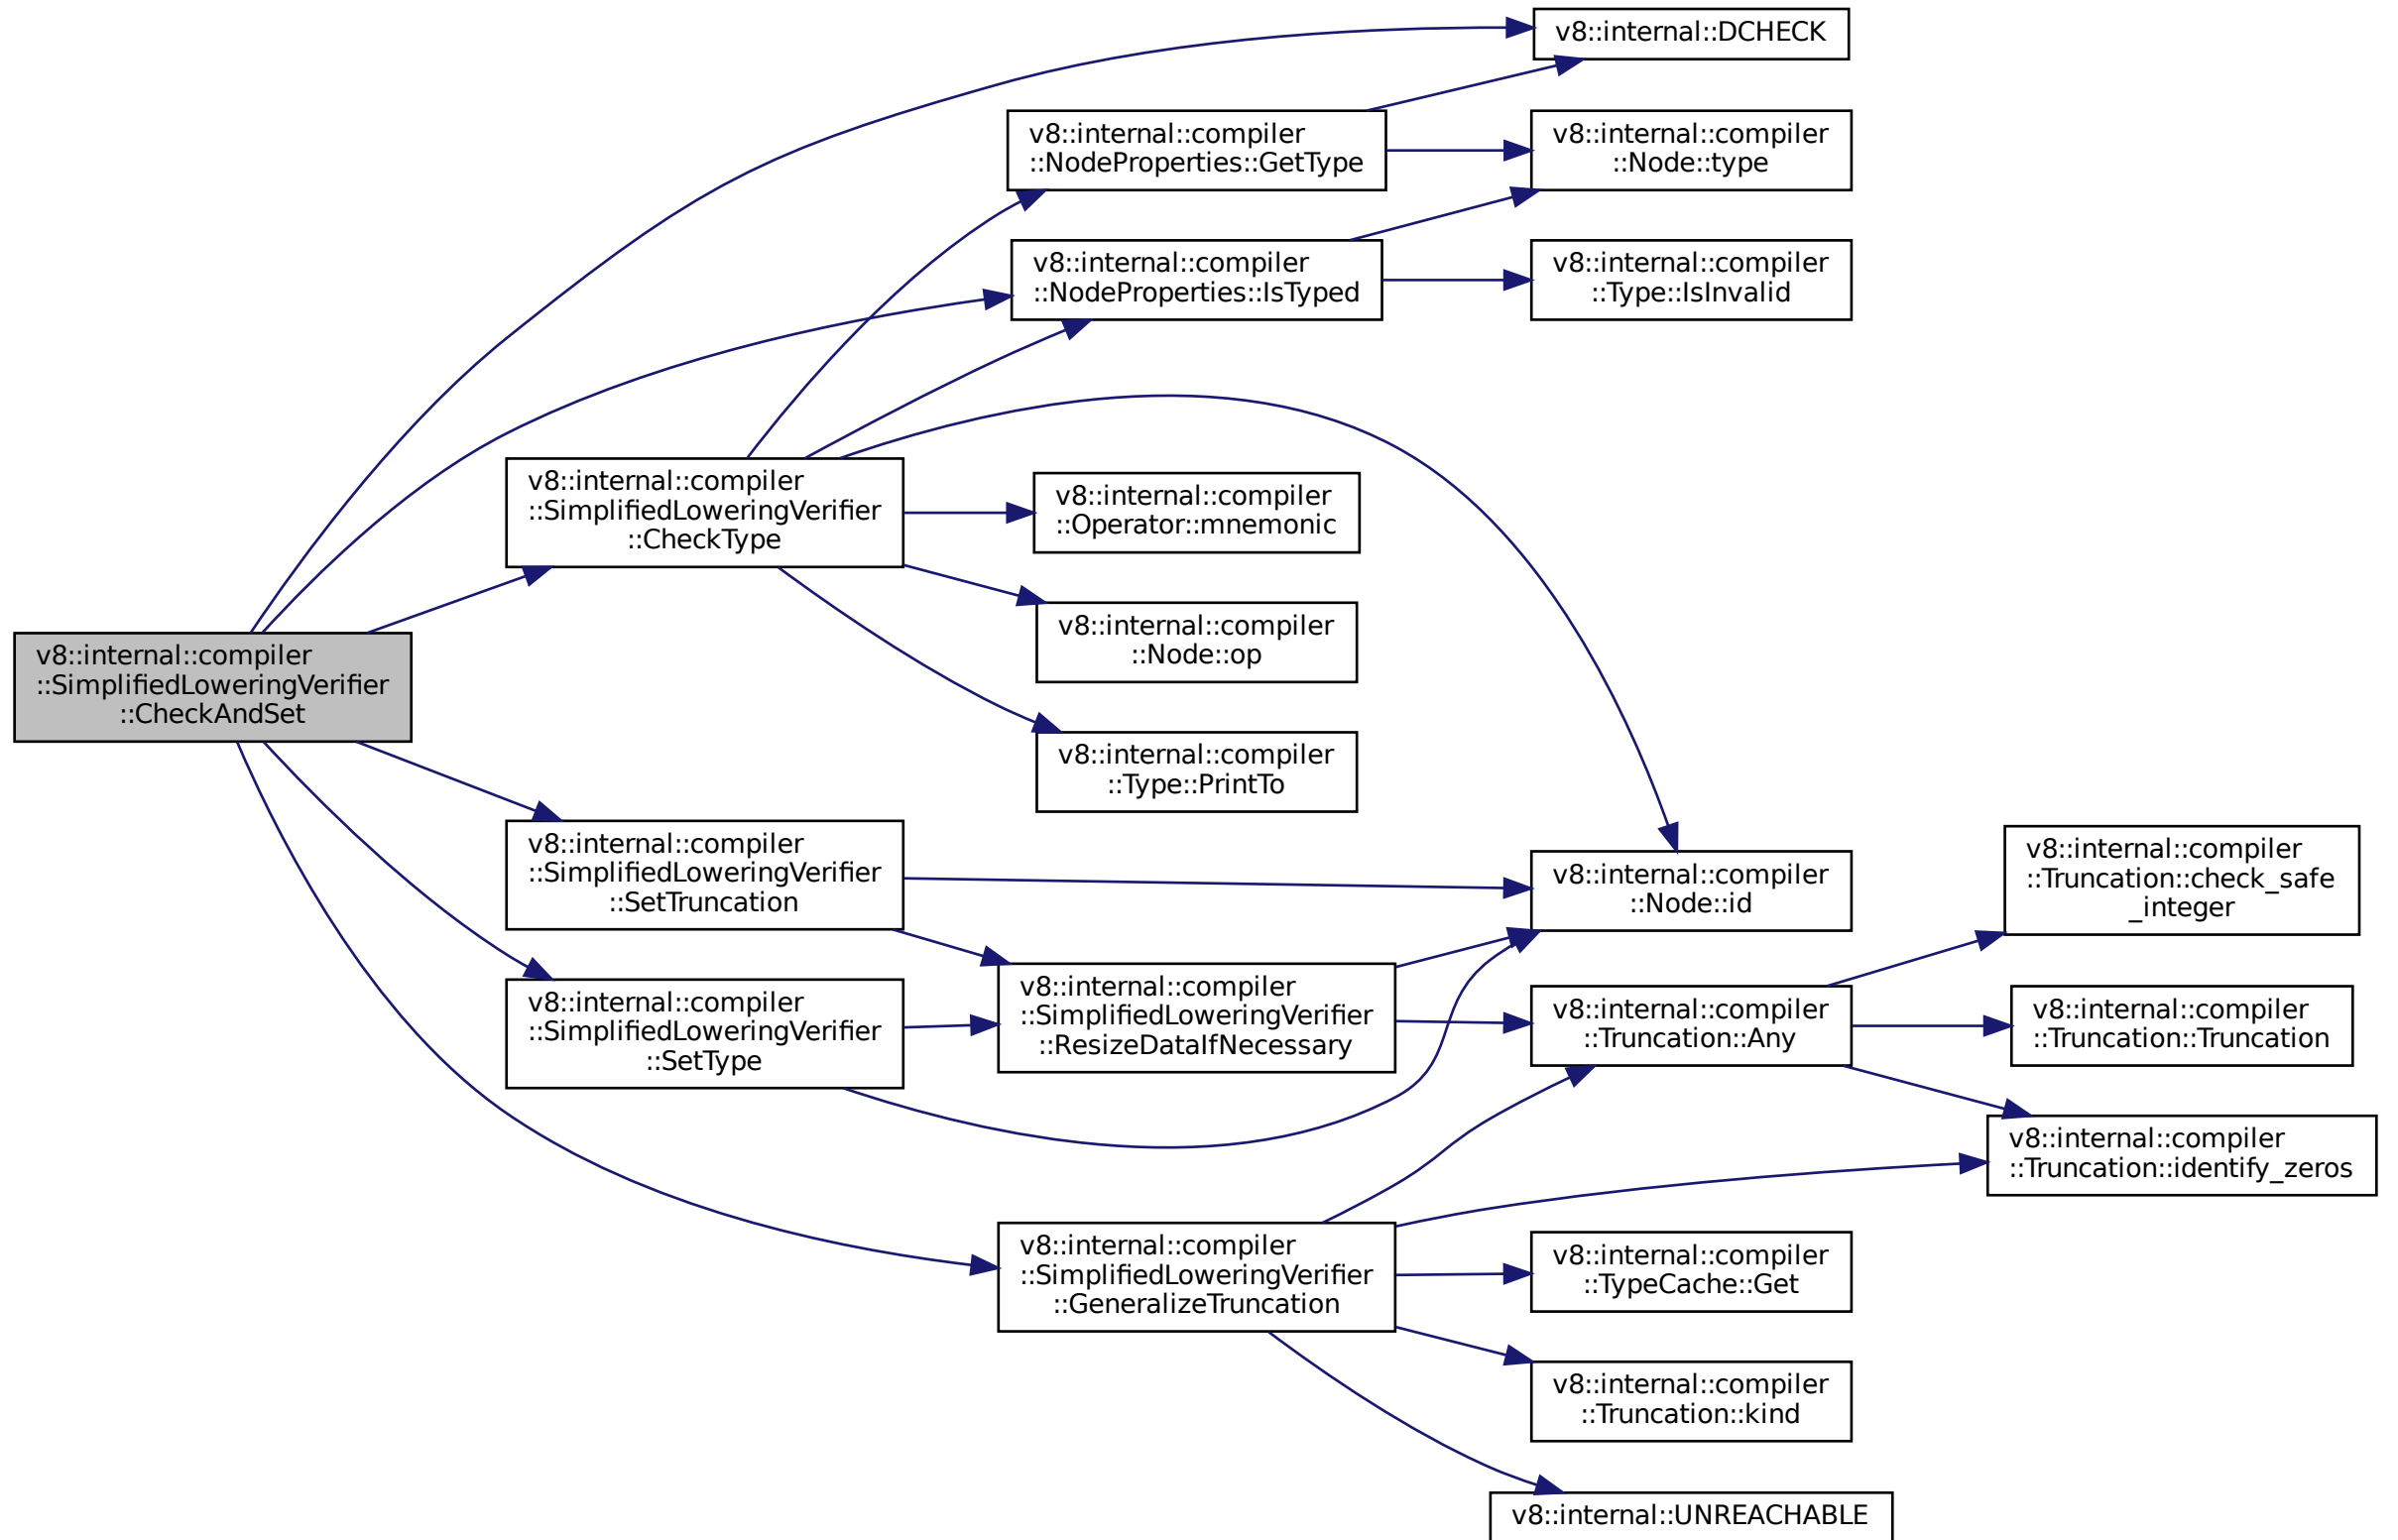 v8::internal::DCHECK
v8::internal::compiler
::NodeProperties::GetType
v8::internal::compiler
::Node::type
v8::internal::compiler
::NodeProperties::IsTyped
v8::internal::compiler
::Type::IsInvalid
v8::internal::compiler
::SimplifiedLoweringVerifier
::CheckType
v8::internal::compiler
::Operator::mnemonic
v8::internal::compiler
::Node::op
v8::internal::compiler
::SimplifiedLoweringVerifier
::CheckAndSet
v8::internal::compiler
::Type::PrintTo
v8::internal::compiler
::SimplifiedLoweringVerifier
::SetTruncation
v8::internal::compiler
::Node::id
v8::internal::compiler
::Truncation::check_safe
_integer
v8::internal::compiler
::SimplifiedLoweringVerifier
::SetType
v8::internal::compiler
::SimplifiedLoweringVerifier
::ResizeDataIfNecessary
v8::internal::compiler
::Truncation::Any
v8::internal::compiler
::Truncation::Truncation
v8::internal::compiler
::Truncation::identify_zeros
v8::internal::compiler
::SimplifiedLoweringVerifier
::GeneralizeTruncation
v8::internal::compiler
::TypeCache::Get
v8::internal::compiler
::Truncation::kind
v8::internal::UNREACHABLE